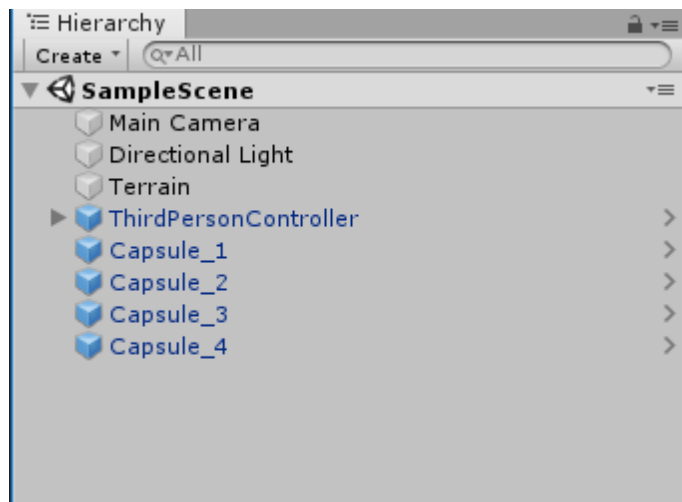 Hierarchy
Create All
SampleScene
Main Camera
Directional Light
Terrain
ThirdPersonController
Capsule_1
Capsule_2
Capsule_3
Capsule_4